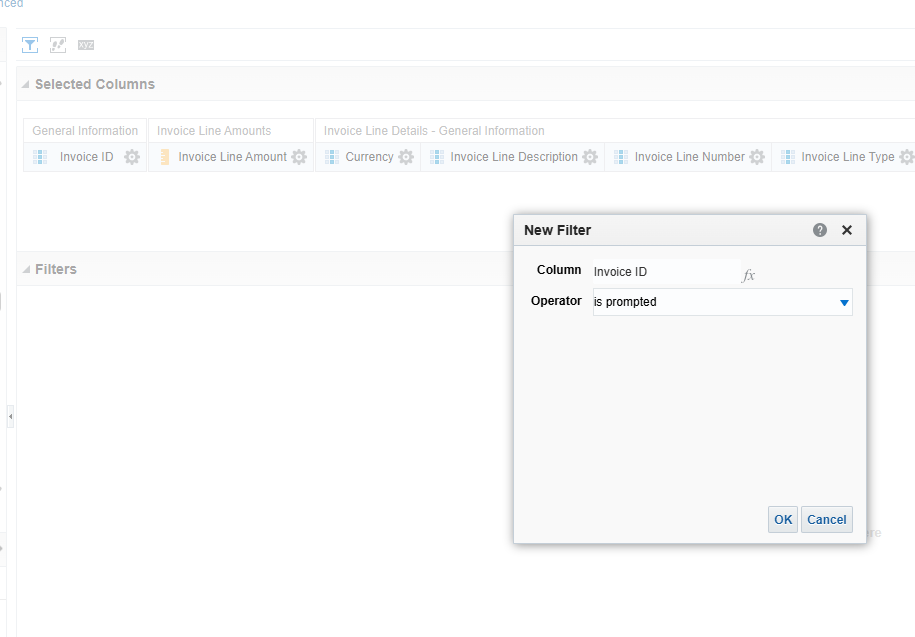 XYZ
Selected Columns
General Information Invoice Line Amounts Invoice Line Details - General Information
Invoice ID Invoice Line Amount Currency Invoice Line Description Invoice Line Number Invoice Line Type
New Filter ?
Filters
Column Invoice ID fx
Operator is prompted
OK Cancel